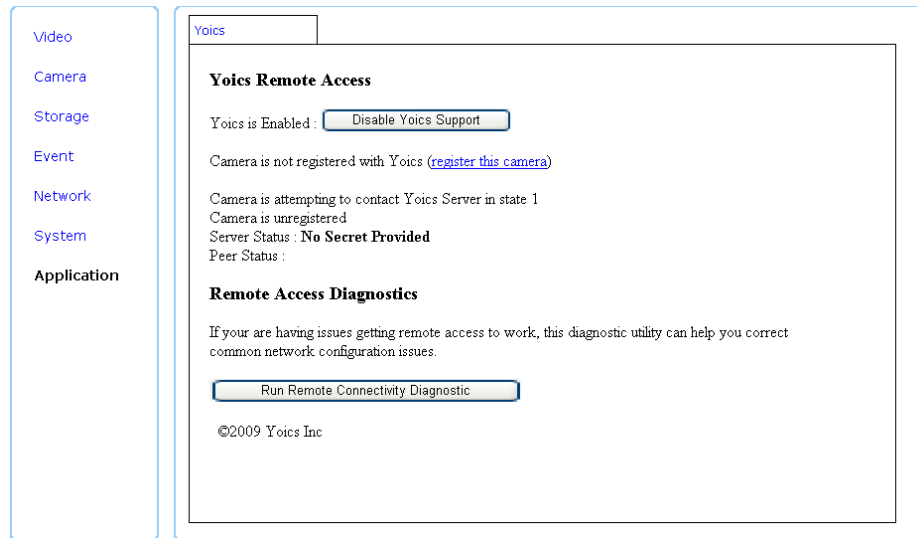 Video
Camera
Storage
Event
Network
System
Application
Yoics
Yoics Remote Access
Yoics is Enabled : Disable Yoics Support
Camera is not registered with Yoics (register this camera)
Camera is attempting to contact Yoics Server in state 1
Camera is unregistered
Server Status : No Secret Provided
Peer Status :
Remote Access Diagnostics
If your are having issues getting remote access to work, this diagnostic utility can help you correct
common network configuration issues.
Run Remote Connectivity Diagnostic
©2009 Yoics Inc